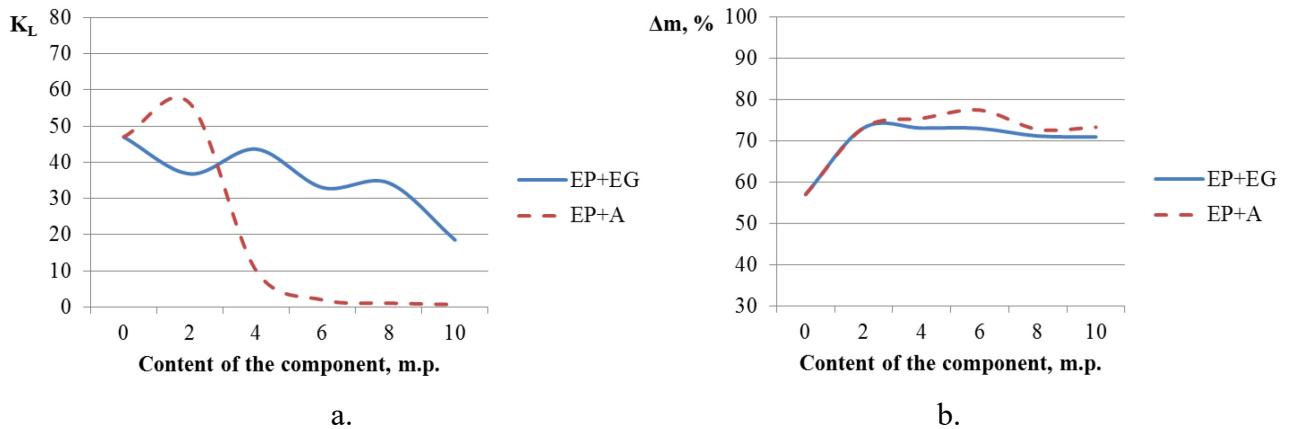 K_L
80
70
60
50
40
30
20
10
0
0 2 4 6 8 10
Content of the component, m.p.
EP+EG
EP+A
a.
Δm, %
100
90
80
70
60
50
40
30
0 2 4 6 8 10
Content of the component, m.p.
EP+EG
EP+A
b.